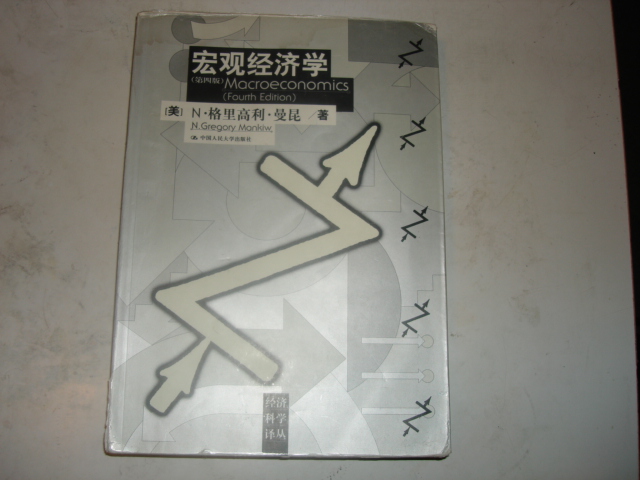 宏观经济学
(第四版) Macroeconomics
(Fourth Edition)
[美] N·格里高利·曼昆 / 著
N.Gregory Mankiw
中国人民大学出版社
经济
科学
译丛